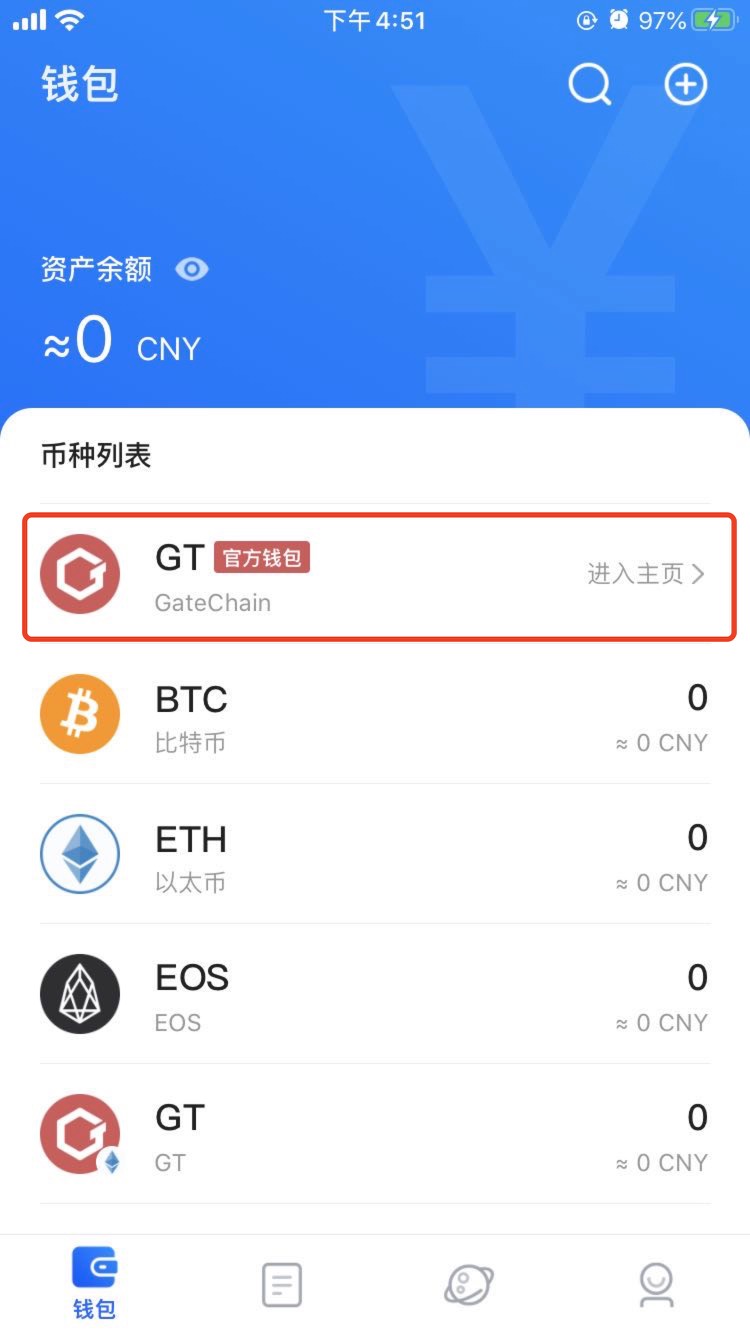 下午4:51
97%
钱包
资产余额
≈0 CNY
币种列表
GT 官方钱包
GateChain
进入主页
BTC
0
比特币
≈ 0 CNY
ETH
0
以太币
≈ 0 CNY
EOS
0
EOS
≈ 0 CNY
GT
0
GT
≈ 0 CNY
钱包